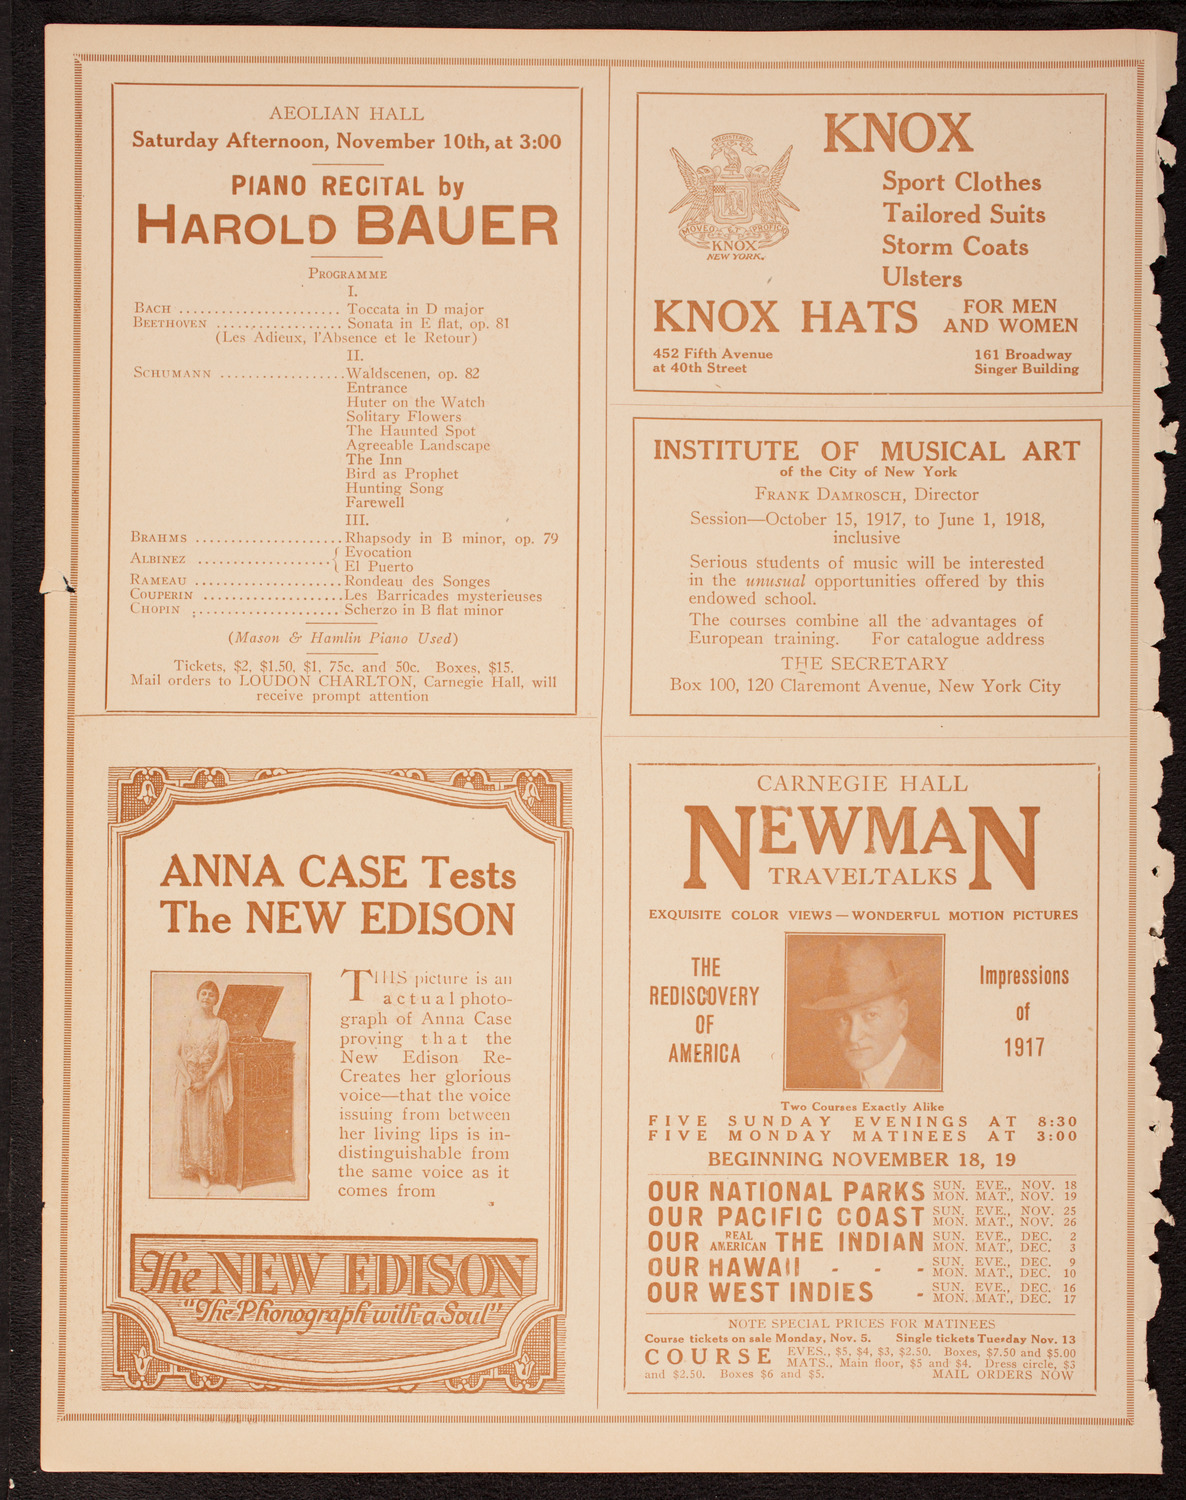 AEOLIAN HALL
Saturday Afternoon, November 10th, at 3:00
PIANO RECITAL by
HAROLD BAUER
PROGRAMME
I.
BACH ....................... Toccata in D major
BEETHOVEN .................. Sonata in E flat, op. 81
(Les Adieux, l'Absence et le Retour)
II.
SCHUMANN ..................Waldscenen, op. 82
Entrance
Huter on the Watch
Solitary Flowers
The Haunted Spot
Agreeable Landscape
The Inn
Bird as Prophet
Hunting Song
Farewell
III.
BRAHMS .....................Rhapsody in B minor, op. 79
ALBINEZ ...................{ Evocation
El Puerto
RAMEAU .....................Rondeau des Songes
COUPERIN ....................Les Barricades mysterieuses
CHOPIN ..................... Scherzo in B flat minor
(Mason & Hamlin Piano Used)
Tickets, $2, $1.50, $1, 75c. and 50c. Boxes, $15.
Mail orders to LOUDON CHARLTON, Carnegie Hall, will
receive prompt attention
KNOX
Sport Clothes
Tailored Suits
Storm Coats
Ulsters
REGISTERED
MOVEO ET PROFICIO
KNOX
NEW YORK.
KNOX HATS FOR MEN
AND WOMEN
452 Fifth Avenue
at 40th Street
161 Broadway
Singer Building
INSTITUTE OF MUSICAL ART
of the City of New York
FRANK DAMROSCH, Director
Session—October 15, 1917, to June 1, 1918,
inclusive
Serious students of music will be interested
in the unusual opportunities offered by this
endowed school.
The courses combine all the advantages of
European training. For catalogue address
THE SECRETARY
Box 100, 120 Claremont Avenue, New York City
ANNA CASE Tests
The NEW EDISON
THIS picture is an
actual photo-
graph of Anna Case
proving that the
New Edison Re-
Creates her glorious
voice—that the voice
issuing from between
her living lips is in-
distinguishable from
the same voice as it
comes from
The NEW EDISON
"The Phonograph with a Soul"
CARNEGIE HALL
NEWMAN
TRAVELTALKS
EXQUISITE COLOR VIEWS—WONDERFUL MOTION PICTURES
THE
REDISCOVERY
OF
AMERICA
Impressions
of
1917
Two Courses Exactly Alike
FIVE SUNDAY EVENINGS AT 8:30
FIVE MONDAY MATINEES AT 3:00
BEGINNING NOVEMBER 18, 19
OUR NATIONAL PARKS SUN. EVE., NOV. 18
MON. MAT., NOV. 19
OUR PACIFIC COAST SUN. EVE., NOV. 25
MON. MAT., NOV. 26
OUR REAL AMERICAN THE INDIAN SUN. EVE., DEC. 2
MON. MAT., DEC. 3
OUR HAWAII - - - SUN. EVE., DEC. 9
MON. MAT., DEC. 10
OUR WEST INDIES - SUN. EVE., DEC. 16
MON. MAT., DEC. 17
NOTE SPECIAL PRICES FOR MATINEES
Course tickets on sale Monday, Nov. 5. Single tickets Tuesday Nov. 13
COURSE EVES., $5, $4, $3, $2.50. Boxes, $7.50 and $5.00
MATS., Main floor, $5 and $4. Dress circle, $3
and $2.50. Boxes $6 and $5. MAIL ORDERS NOW